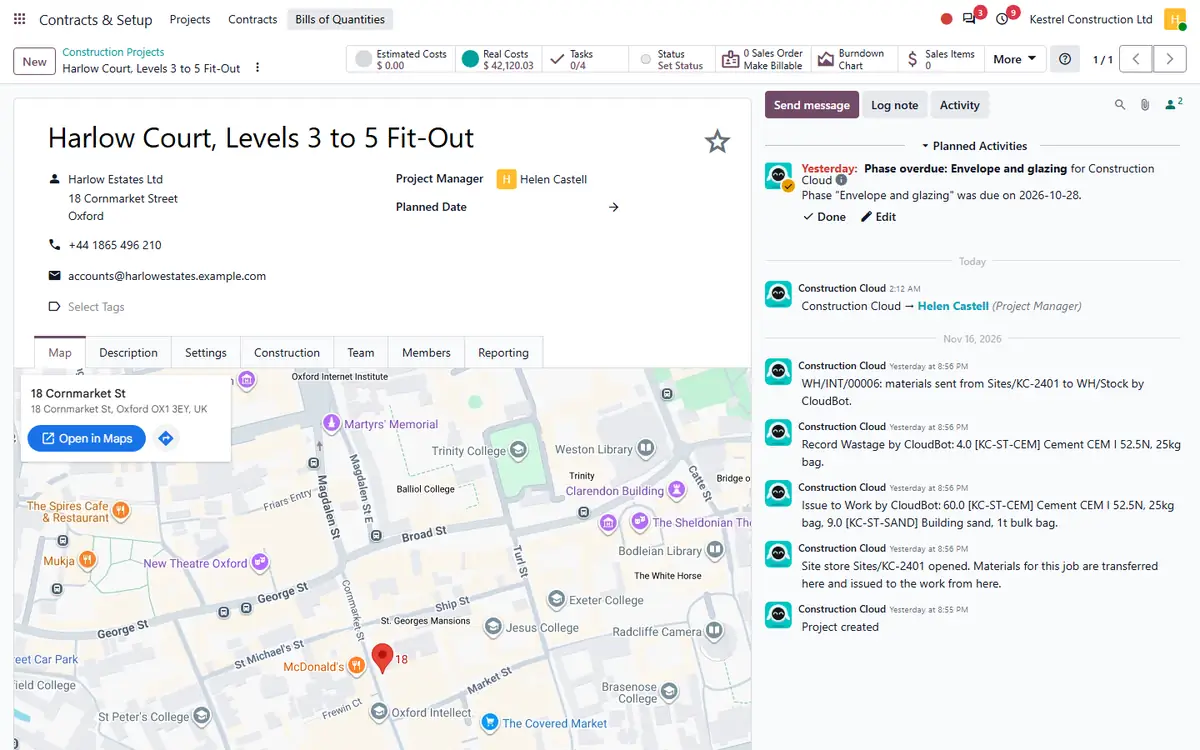 Contracts & Setup
Projects
Contracts
Bills of Quantities
3
9
Kestrel Construction Ltd
H
New
Construction Projects
Harlow Court, Levels 3 to 5 Fit-Out
Estimated Costs
$ 0.00
Real Costs
$ 42,120.03
Tasks
0/4
Status
Set Status
0 Sales Order
Make Billable
Burndown
Chart
Sales Items
0
More
1 / 1
Harlow Court, Levels 3 to 5 Fit-Out
Harlow Estates Ltd
18 Cornmarket Street
Oxford
+44 1865 496 210
accounts@harlowestates.example.com
Select Tags
Project Manager
H
Helen Castell
Planned Date
Map
Description
Settings
Construction
Team
Members
Reporting
18 Cornmarket St
18 Cornmarket St, Oxford OX1 3EY, UK
Open in Maps
Oxford Internet Institute
Martyrs' Memorial
Trinity College
Weston Library
Trinity
Balliol College
Clarendon Building
Catte St
Bridge o
Magdalen St
Magdalen St E
Friars Entry
The Spires Cafe
& Restaurant
Broad St
The Sheldonian Th
Mukja
New Theatre Oxford
Turl St
Bodleian Library
The White Horse
George St
Ship St
Exeter College
St. Georges Mansions
Cornmarket St
George St
Jesus College
Radcliffe Camera
St Michael's St
eet Car Park
McDonald's
18
Market St
field College
Brasenose
College
Frewin Ct
St Peter's College
Oxford Intellect
The Covered Market
Send message
Log note
Activity
2
Planned Activities
Yesterday: Phase overdue: Envelope and glazing for Construction
Cloud
Phase "Envelope and glazing" was due on 2026-10-28.
Done
Edit
Today
Construction Cloud 2:12 AM
Construction Cloud → Helen Castell (Project Manager)
Nov 16, 2026
Construction Cloud Yesterday at 8:56 PM
WH/INT/00006: materials sent from Sites/KC-2401 to WH/Stock by
CloudBot.
Construction Cloud Yesterday at 8:56 PM
Record Wastage by CloudBot: 4.0 [KC-ST-CEM] Cement CEM I 52.5N, 25kg
bag.
Construction Cloud Yesterday at 8:56 PM
Issue to Work by CloudBot: 60.0 [KC-ST-CEM] Cement CEM I 52.5N, 25kg
bag, 9.0 [KC-ST-SAND] Building sand, 1t bulk bag.
Construction Cloud Yesterday at 8:56 PM
Site store Sites/KC-2401 opened. Materials for this job are transferred
here and issued to the work from here.
Construction Cloud Yesterday at 8:55 PM
Project created